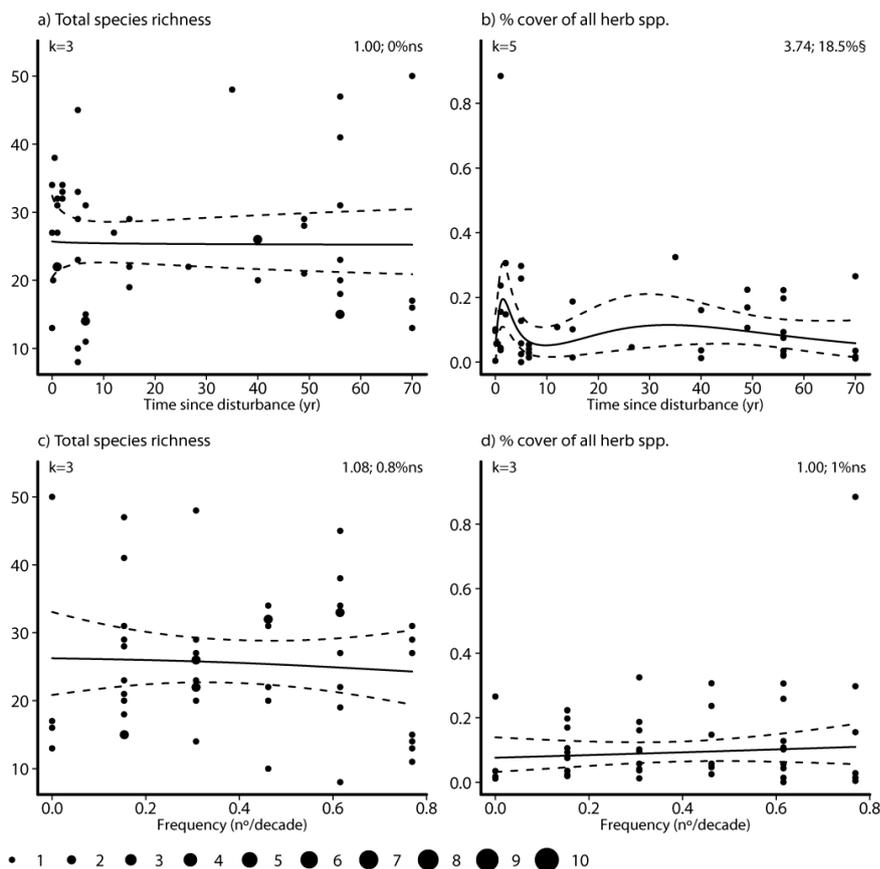 a) Total species richness
b) % cover of all herb spp.
k=3
1.00; 0%ns
k=5
3.74; 18.5%§
50
40
30
20
10
0.8
0.6
0.4
0.2
0.0
0 10 20 30 40 50 60 70
0 10 20 30 40 50 60 70
Time since disturbance (yr)
Time since disturbance (yr)
c) Total species richness
d) % cover of all herb spp.
k=3
1.08; 0.8%ns
k=3
1.00; 1%ns
50
40
30
20
10
0.8
0.6
0.4
0.2
0.0
0.0 0.2 0.4 0.6 0.8
0.0 0.2 0.4 0.6 0.8
Frequency (nº/decade)
Frequency (nº/decade)
1 2 3 4 5 6 7 8 9 10